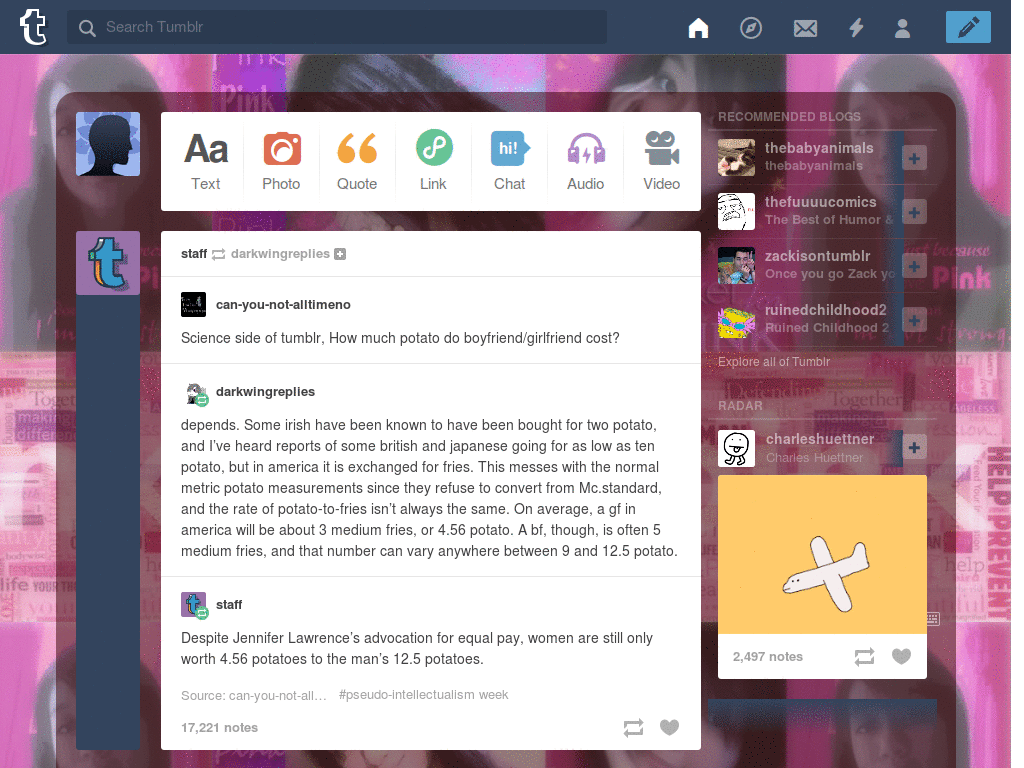 Search Tumblr
Aa
Text
Photo
Quote
Link
hi!
Chat
Audio
Video
staff darkwingreplies
can-you-not-alltimeno
Science side of tumblr, How much potato do boyfriend/girlfriend cost?
darkwingreplies
depends. Some irish have been known to have been bought for two potato,
and I've heard reports of some british and japanese going for as low as ten
potato, but in america it is exchanged for fries. This messes with the normal
metric potato measurements since they refuse to convert from Mc.standard,
and the rate of potato-to-fries isn't always the same. On average, a gf in
america will be about 3 medium fries, or 4.56 potato. A bf, though, is often 5
medium fries, and that number can vary anywhere between 9 and 12.5 potato.
staff
Despite Jennifer Lawrence's advocation for equal pay, women are still only
worth 4.56 potatoes to the man's 12.5 potatoes.
Source: can-you-not-all… #pseudo-intellectualism week
17,221 notes
RECOMMENDED BLOGS
thebabyanimals
thebabyanimals
thefuuuucomics
The Best of Humor &
zackisontumblr
Once you go Zack yo
ruinedchildhood2
Ruined Childhood 2
Explore all of Tumblr
RADAR
charleshuettner
Charles Huettner
2,497 notes
Pink
Pink
because
Together
making
Defending
HELP PREVENT
help
life